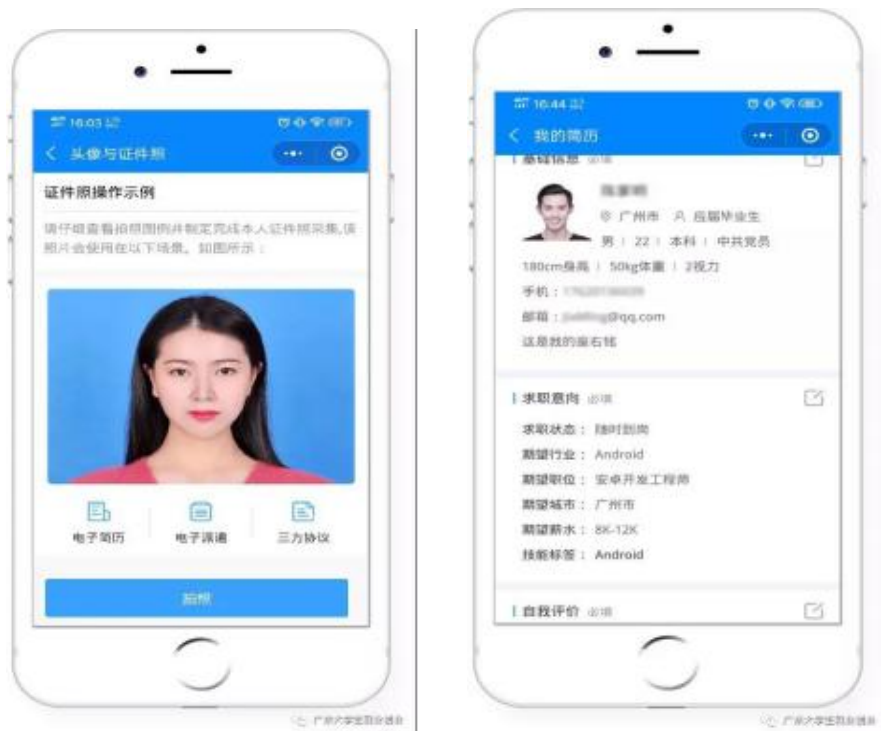 16:03
头像与证件照
证件照操作示例
请仔细查看拍照图例并制定完成本人证件照采集,该
照片会使用在以下场景。如图所示：
电子简历
电子派遣
三方协议
拍照
16:44
我的简历
基础信息 必填
广州市 应届毕业生
男 | 22 | 本科 | 中共党员
180cm身高 | 50kg体重 | 2视力
手机：
邮箱： @qq.com
这是我的座右铭
求职意向 必填
求职状态： 随时到岗
期望行业： Android
期望职位： 安卓开发工程师
期望城市： 广州市
期望薪水： 8K-12K
技能标签： Android
自我评价 必填